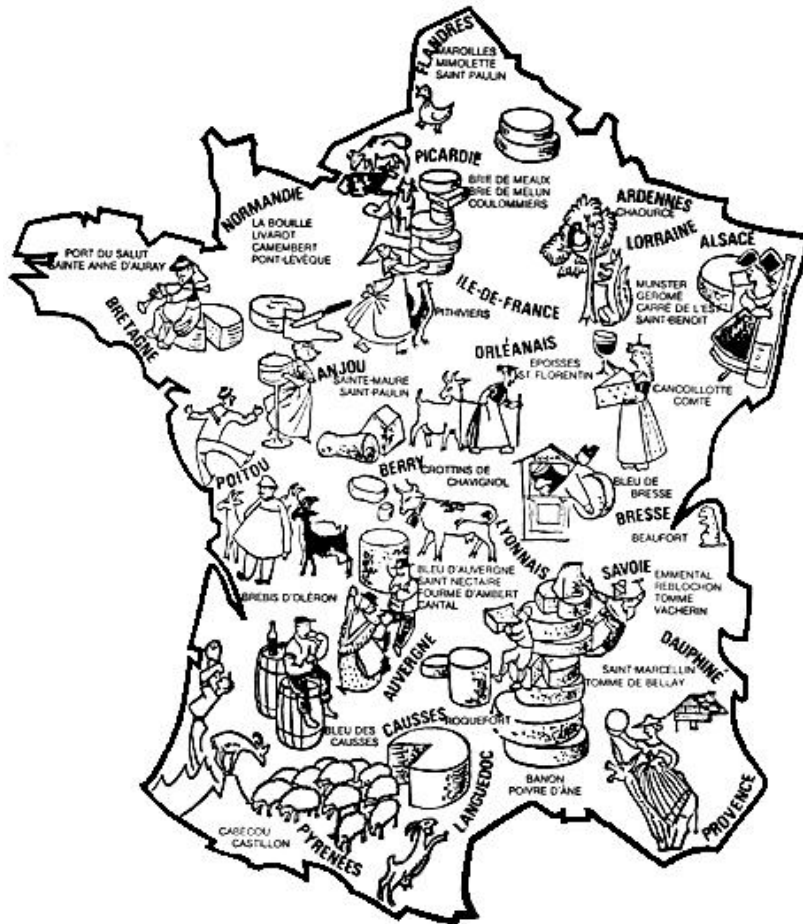 FLANDRES
MAROILLES
MIMOLETTE
SAINT PAULIN
PICARDIE
BRIE DE MEAUX
BRIE DE MELUN
COULOMMIERS
NORMANDIE
LA BOUILLE
LIVAROT
CAMEMBERT
PONT-LÉVÊQUE
ARDENNES
CHAOURCE
LORRAINE
ALSACE
PORT DU SALUT
SAINTE ANNE D'AURAY
BRETAGNE
ILE-DE-FRANCE
PITHIVIERS
MUNSTER
GEROMÉ
CARRÉ DE L'EST
SAINT-BENOIT
ANJOU
SAINTE-MAURE
SAINT-PAULIN
ORLÉANAIS
EPOISSES
ST FLORENTIN
CANCOILLOTTE
COMTÉ
POITOU
BERRY
CROTTINS DE
CHAVIGNOL
BLEU DE
BRESSE
BRESSE
BEAUFORT
LYONNAIS
BLEU D'AUVERGNE
SAINT NECTAIRE
FOURME D'AMBERT
CANTAL
SAVOIE
EMMENTAL
REBLOCHON
TOMME
VACHERIN
BREBIS D'OLÉRON
AUVERGNE
DAUPHINÉ
SAINT-MARCELLIN
TOMME DE BELLAY
BLEU DES
CAUSSES
CAUSSES
ROQUEFORT
LANGUEDOC
BANON
POIVRE D'ÂNE
PROVENCE
CABÉCOU
CASTILLON
PYRENÉES